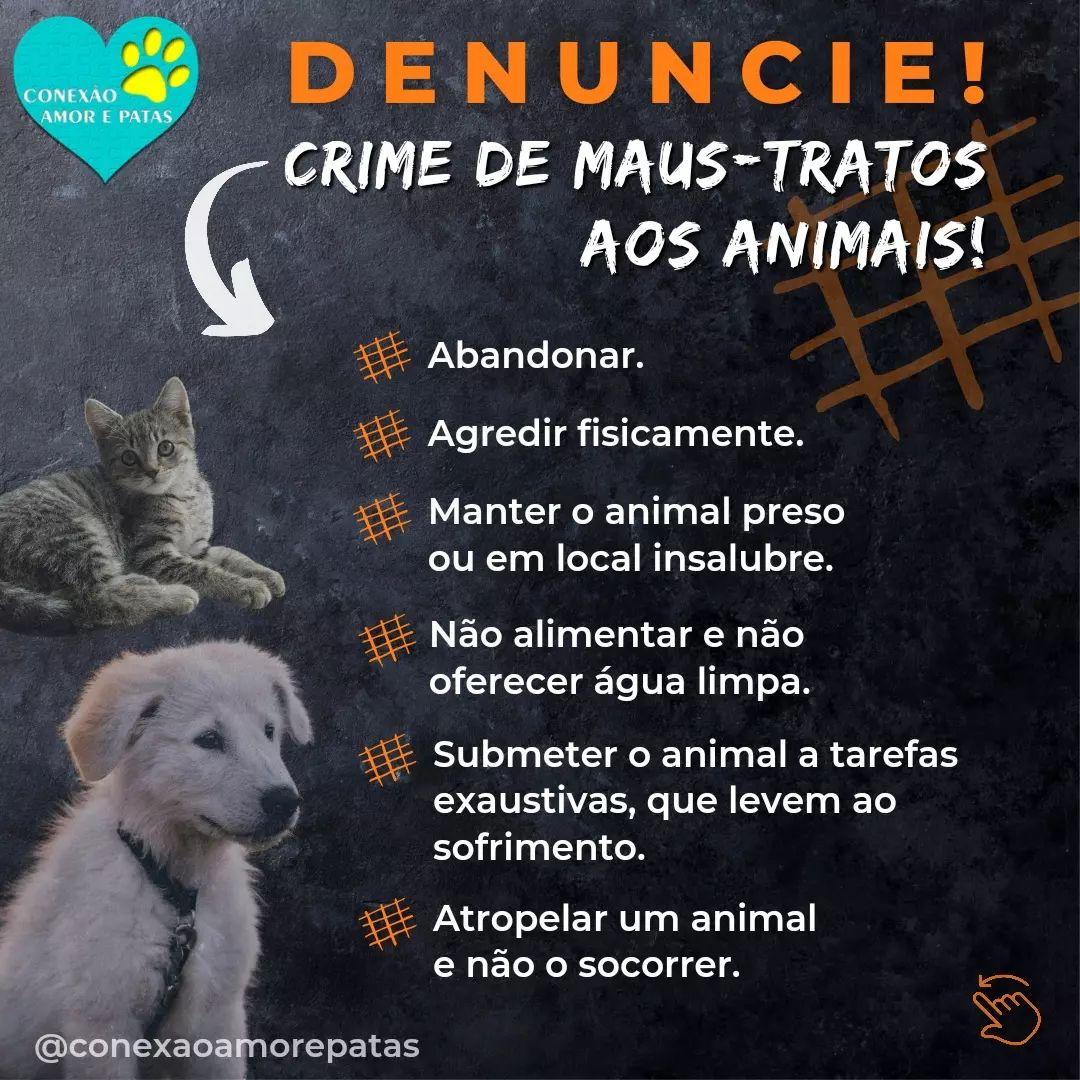 CONEXÃO
AMOR E PATAS
DENUNCIE!
CRIME DE MAUS-TRATOS
AOS ANIMAIS!
Abandonar.
Agredir fisicamente.
Manter o animal preso
ou em local insalubre.
Não alimentar e não
oferecer água limpa.
Submeter o animal a tarefas
exaustivas, que levem ao
sofrimento.
Atropelar um animal
e não o socorrer.
@conexaoamorepatas